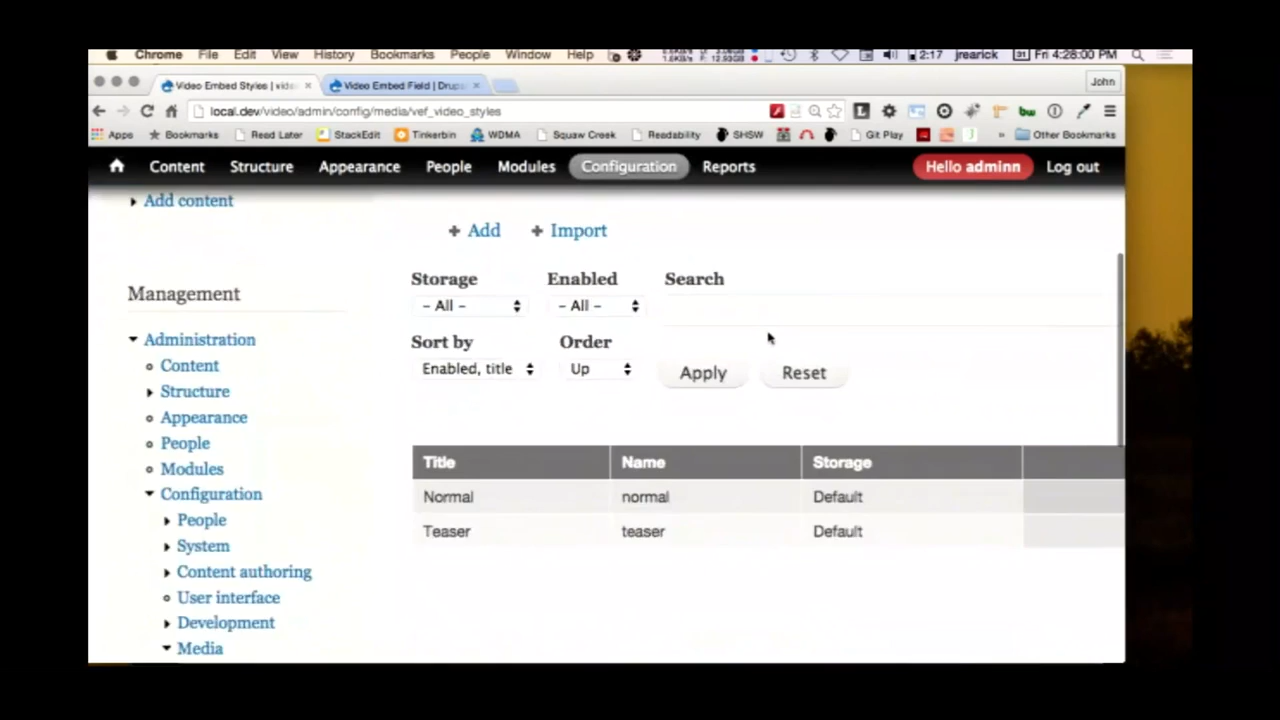 Chrome File Edit View History Bookmarks People Window Help 2:17 jrearick Fri 4:28:00 PM
Video Embed Styles | vide × Video Embed Field | Drup × John
local.dev/video/admin/config/media/vef_video_styles
Apps Bookmarks Read Later StackEdit Tinkerbin WDMA Squaw Creek Readability SHSW Git Play » Other Bookmarks
Content Structure Appearance People Modules Configuration Reports Hello adminn Log out
Add content
+ Add + Import
Storage Enabled Search
- All - - All -
Management
Sort by Order
Enabled, title Up Apply Reset
Administration
Content
Structure
Appearance
People
Modules
Configuration
People
System
Content authoring
User interface
Development
Media
Title Name Storage
Normal normal Default
Teaser teaser Default